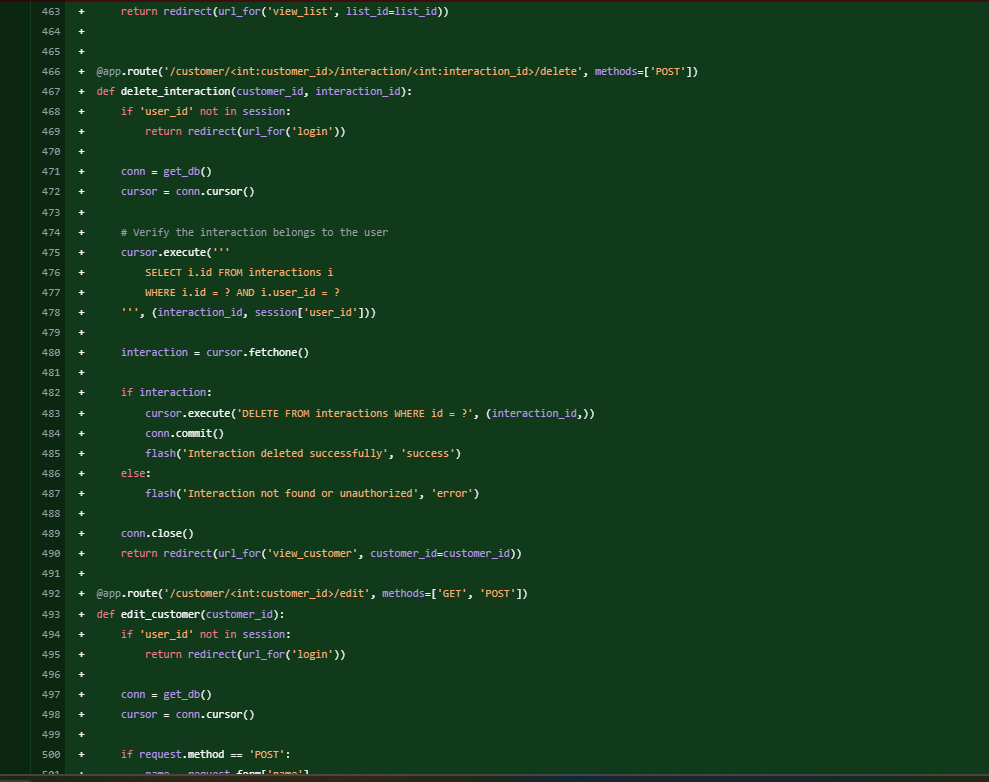 463 +     return redirect(url_for('view_list', list_id=list_id))
464 +
465 +
466 + @app.route('/customer/<int:customer_id>/interaction/<int:interaction_id>/delete', methods=['POST'])
467 + def delete_interaction(customer_id, interaction_id):
468 +     if 'user_id' not in session:
469 +         return redirect(url_for('login'))
470 +
471 +     conn = get_db()
472 +     cursor = conn.cursor()
473 +
474 +     # Verify the interaction belongs to the user
475 +     cursor.execute('''
476 +         SELECT i.id FROM interactions i
477 +         WHERE i.id = ? AND i.user_id = ?
478 +     ''', (interaction_id, session['user_id']))
479 +
480 +     interaction = cursor.fetchone()
481 +
482 +     if interaction:
483 +         cursor.execute('DELETE FROM interactions WHERE id = ?', (interaction_id,))
484 +         conn.commit()
485 +         flash('Interaction deleted successfully', 'success')
486 +     else:
487 +         flash('Interaction not found or unauthorized', 'error')
488 +
489 +     conn.close()
490 +     return redirect(url_for('view_customer', customer_id=customer_id))
491 +
492 + @app.route('/customer/<int:customer_id>/edit', methods=['GET', 'POST'])
493 + def edit_customer(customer_id):
494 +     if 'user_id' not in session:
495 +         return redirect(url_for('login'))
496 +
497 +     conn = get_db()
498 +     cursor = conn.cursor()
499 +
500 +     if request.method == 'POST':
501 +         name = request.form['name']